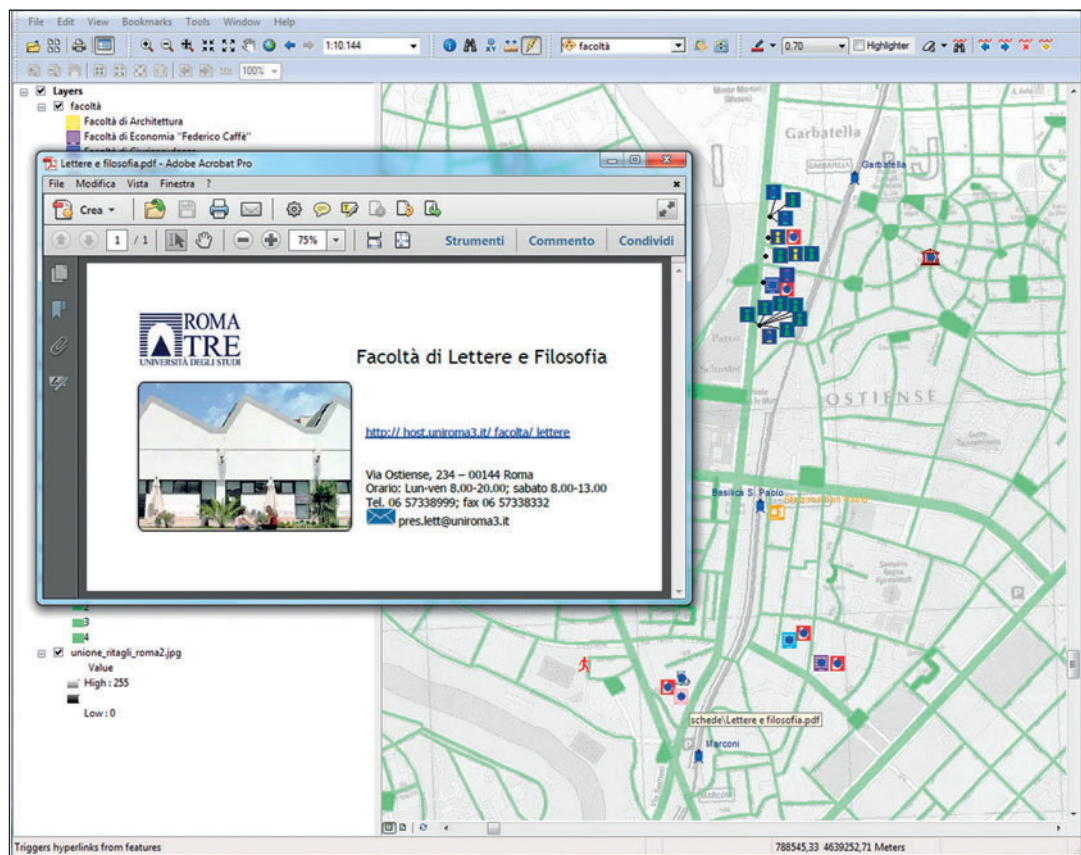 File Edit View Bookmarks Tools Window Help
1:10.144 facoltà 0.70 Highlighter
100%
Layers
facoltà
Facoltà di Architettura
Facoltà di Economia "Federico Caffè"
Lettere e filosofia.pdf - Adobe Acrobat Pro
File Modifica Vista Finestra ?
Crea
1 / 1 75% Strumenti Commento Condividi
ROMA
TRE
UNIVERSITÀ DEGLI STUDI
Facoltà di Lettere e Filosofia
http:// host.uniroma3.it/ facolta/ lettere
Via Ostiense, 234 – 00144 Roma
Orario: Lun-ven 8.00-20.00; sabato 8.00-13.00
Tel. 06 57338999; fax 06 57338332
pres.lett@uniroma3.it
2
3
4
unione_ritagli_roma2.jpg
Value
High : 255
Low : 0
Garbatella
GARBATELLA
Garbatella
Parco
Schuster
OSTIENSE
Basilica S. Paolo
schede\Lettere e filosofia.pdf
Marconi
MARCONI
Triggers hyperlinks from features
788545,33 4639252,71 Meters